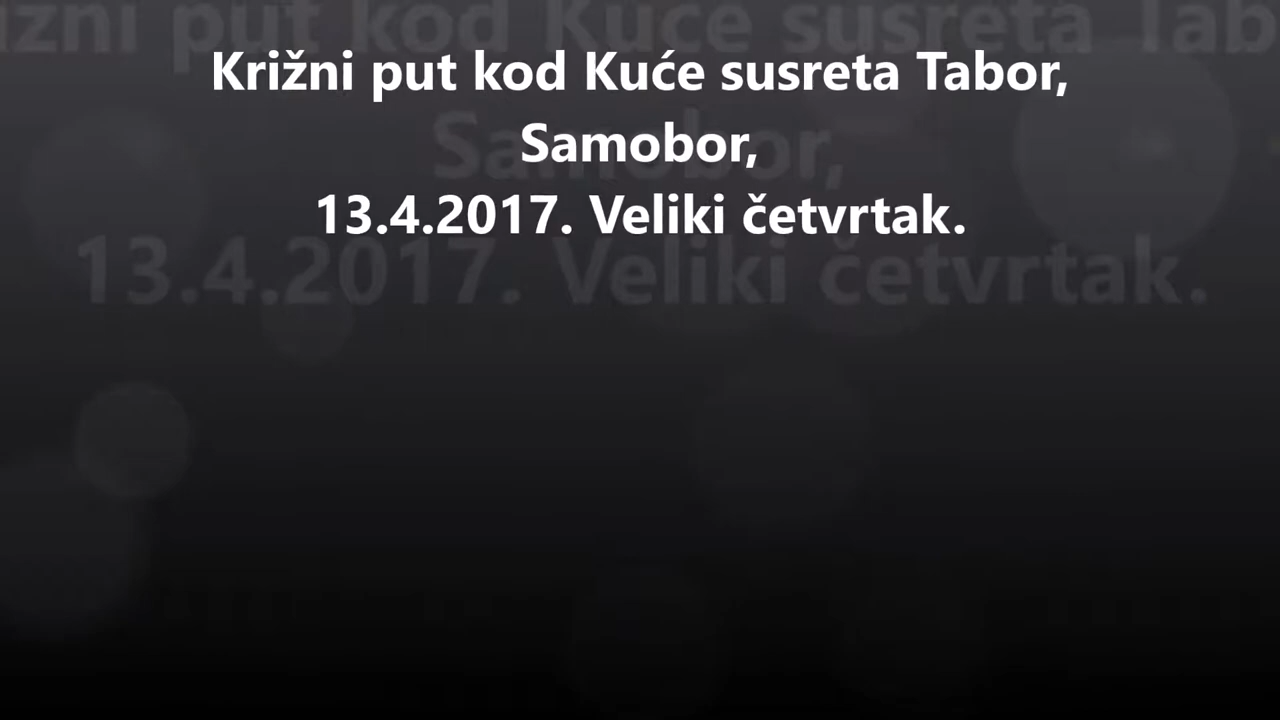 Križni put kod Kuće susreta Tabor,
Samobor,
13.4.2017. Veliki četvrtak.